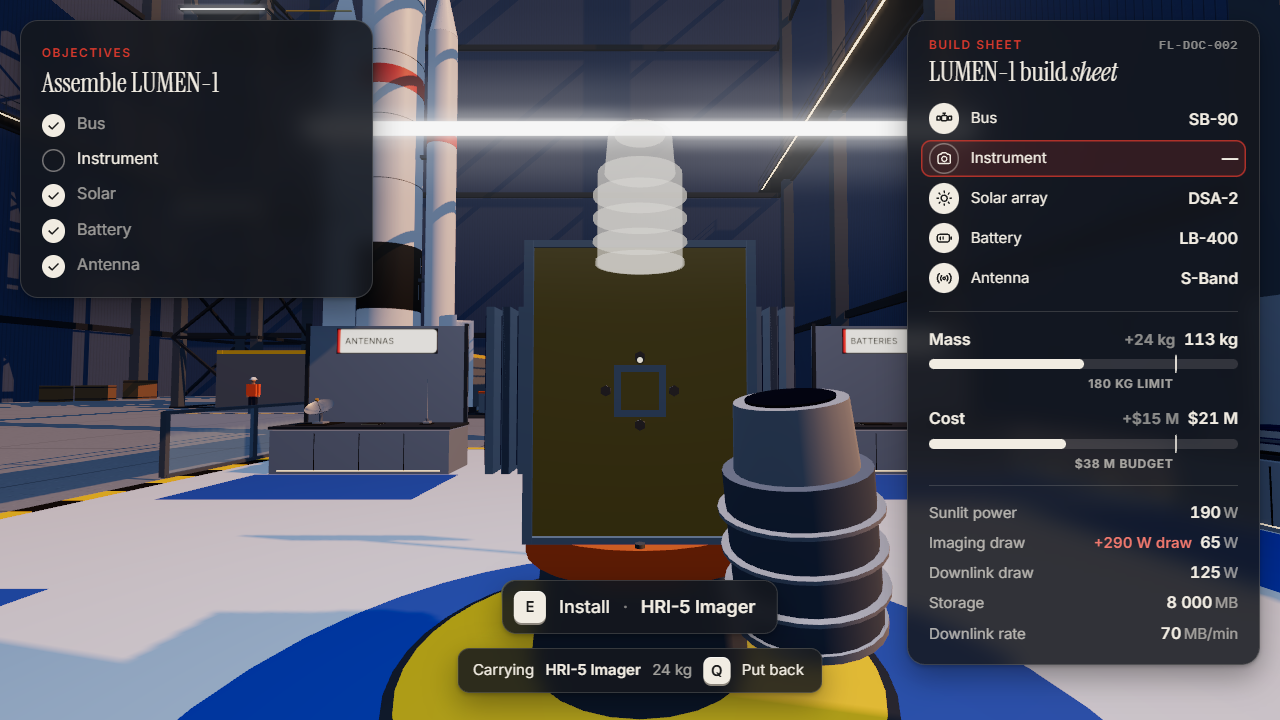 OBJECTIVES
Assemble LUMEN-1
Bus
Instrument
Solar
Battery
Antenna
ANTENNAS
BATTERIES
E Install · HRI-5 Imager
Carrying HRI-5 Imager 24 kg Q Put back
BUILD SHEET FL-DOC-002
LUMEN-1 build sheet
Bus SB-90
Instrument —
Solar array DSA-2
Battery LB-400
Antenna S-Band
Mass +24 kg 113 kg
180 KG LIMIT
Cost +$15 M $21 M
$38 M BUDGET
Sunlit power 190 W
Imaging draw +290 W draw 65 W
Downlink draw 125 W
Storage 8 000 MB
Downlink rate 70 MB/min